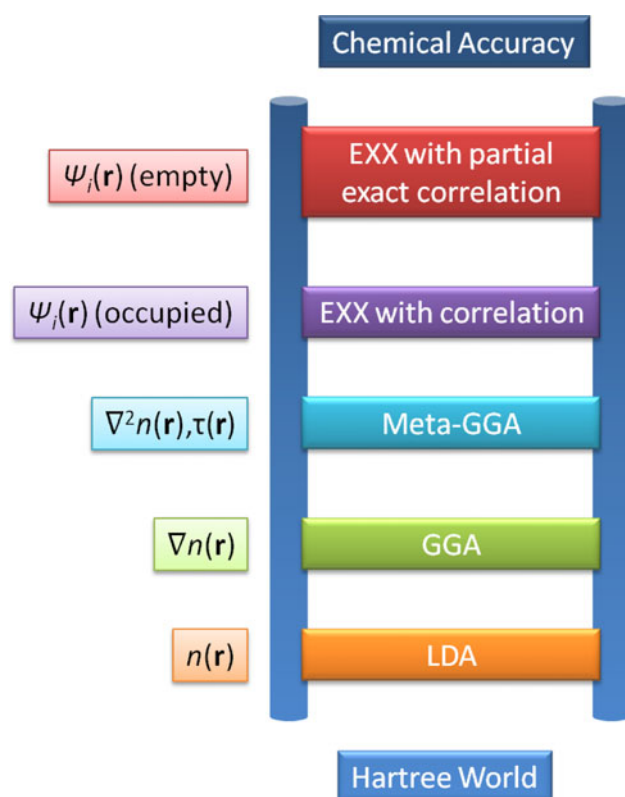 Chemical Accuracy
Ψi(r) (empty)
EXX with partial
exact correlation
Ψi(r) (occupied)
EXX with correlation
∇²n(r),τ(r)
Meta-GGA
∇n(r)
GGA
n(r)
LDA
Hartree World